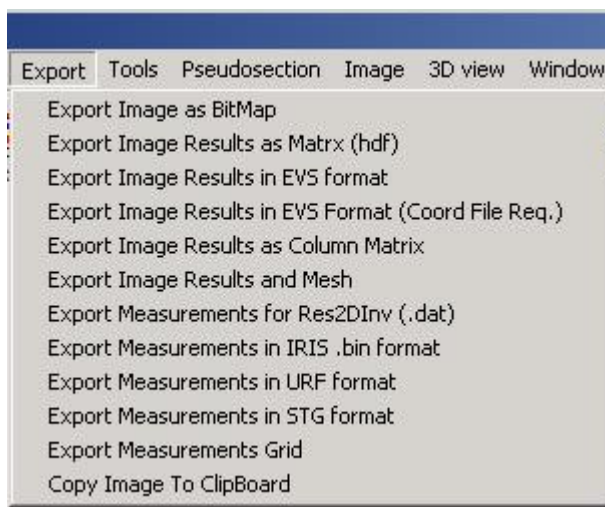 Export Tools Pseudosection Image 3D view Window
Export Image as BitMap
Export Image Results as Matrx (hdf)
Export Image Results in EVS format
Export Image Results in EVS Format (Coord File Req.)
Export Image Results as Column Matrix
Export Image Results and Mesh
Export Measurements for Res2DInv (.dat)
Export Measurements in IRIS .bin format
Export Measurements in URF format
Export Measurements in STG format
Export Measurements Grid
Copy Image To ClipBoard